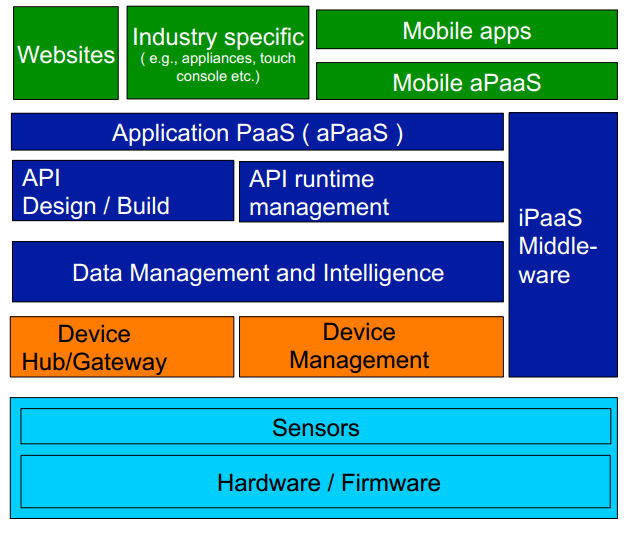 Websites
Industry specific
( e.g., appliances, touch
console etc.)
Mobile apps
Mobile aPaaS
Application PaaS ( aPaaS )
API
Design / Build
API runtime
management
iPaaS
Middle-
ware
Data Management and Intelligence
Device
Hub/Gateway
Device
Management
Sensors
Hardware / Firmware